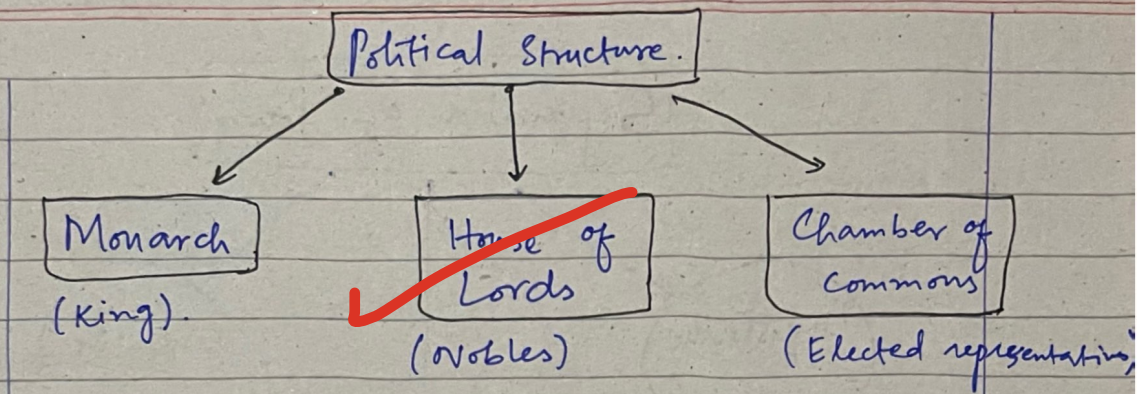 Political Structure.
Monarch
(King).
House of
Lords
(Nobles)
Chamber of
Commons
(Elected representatives)